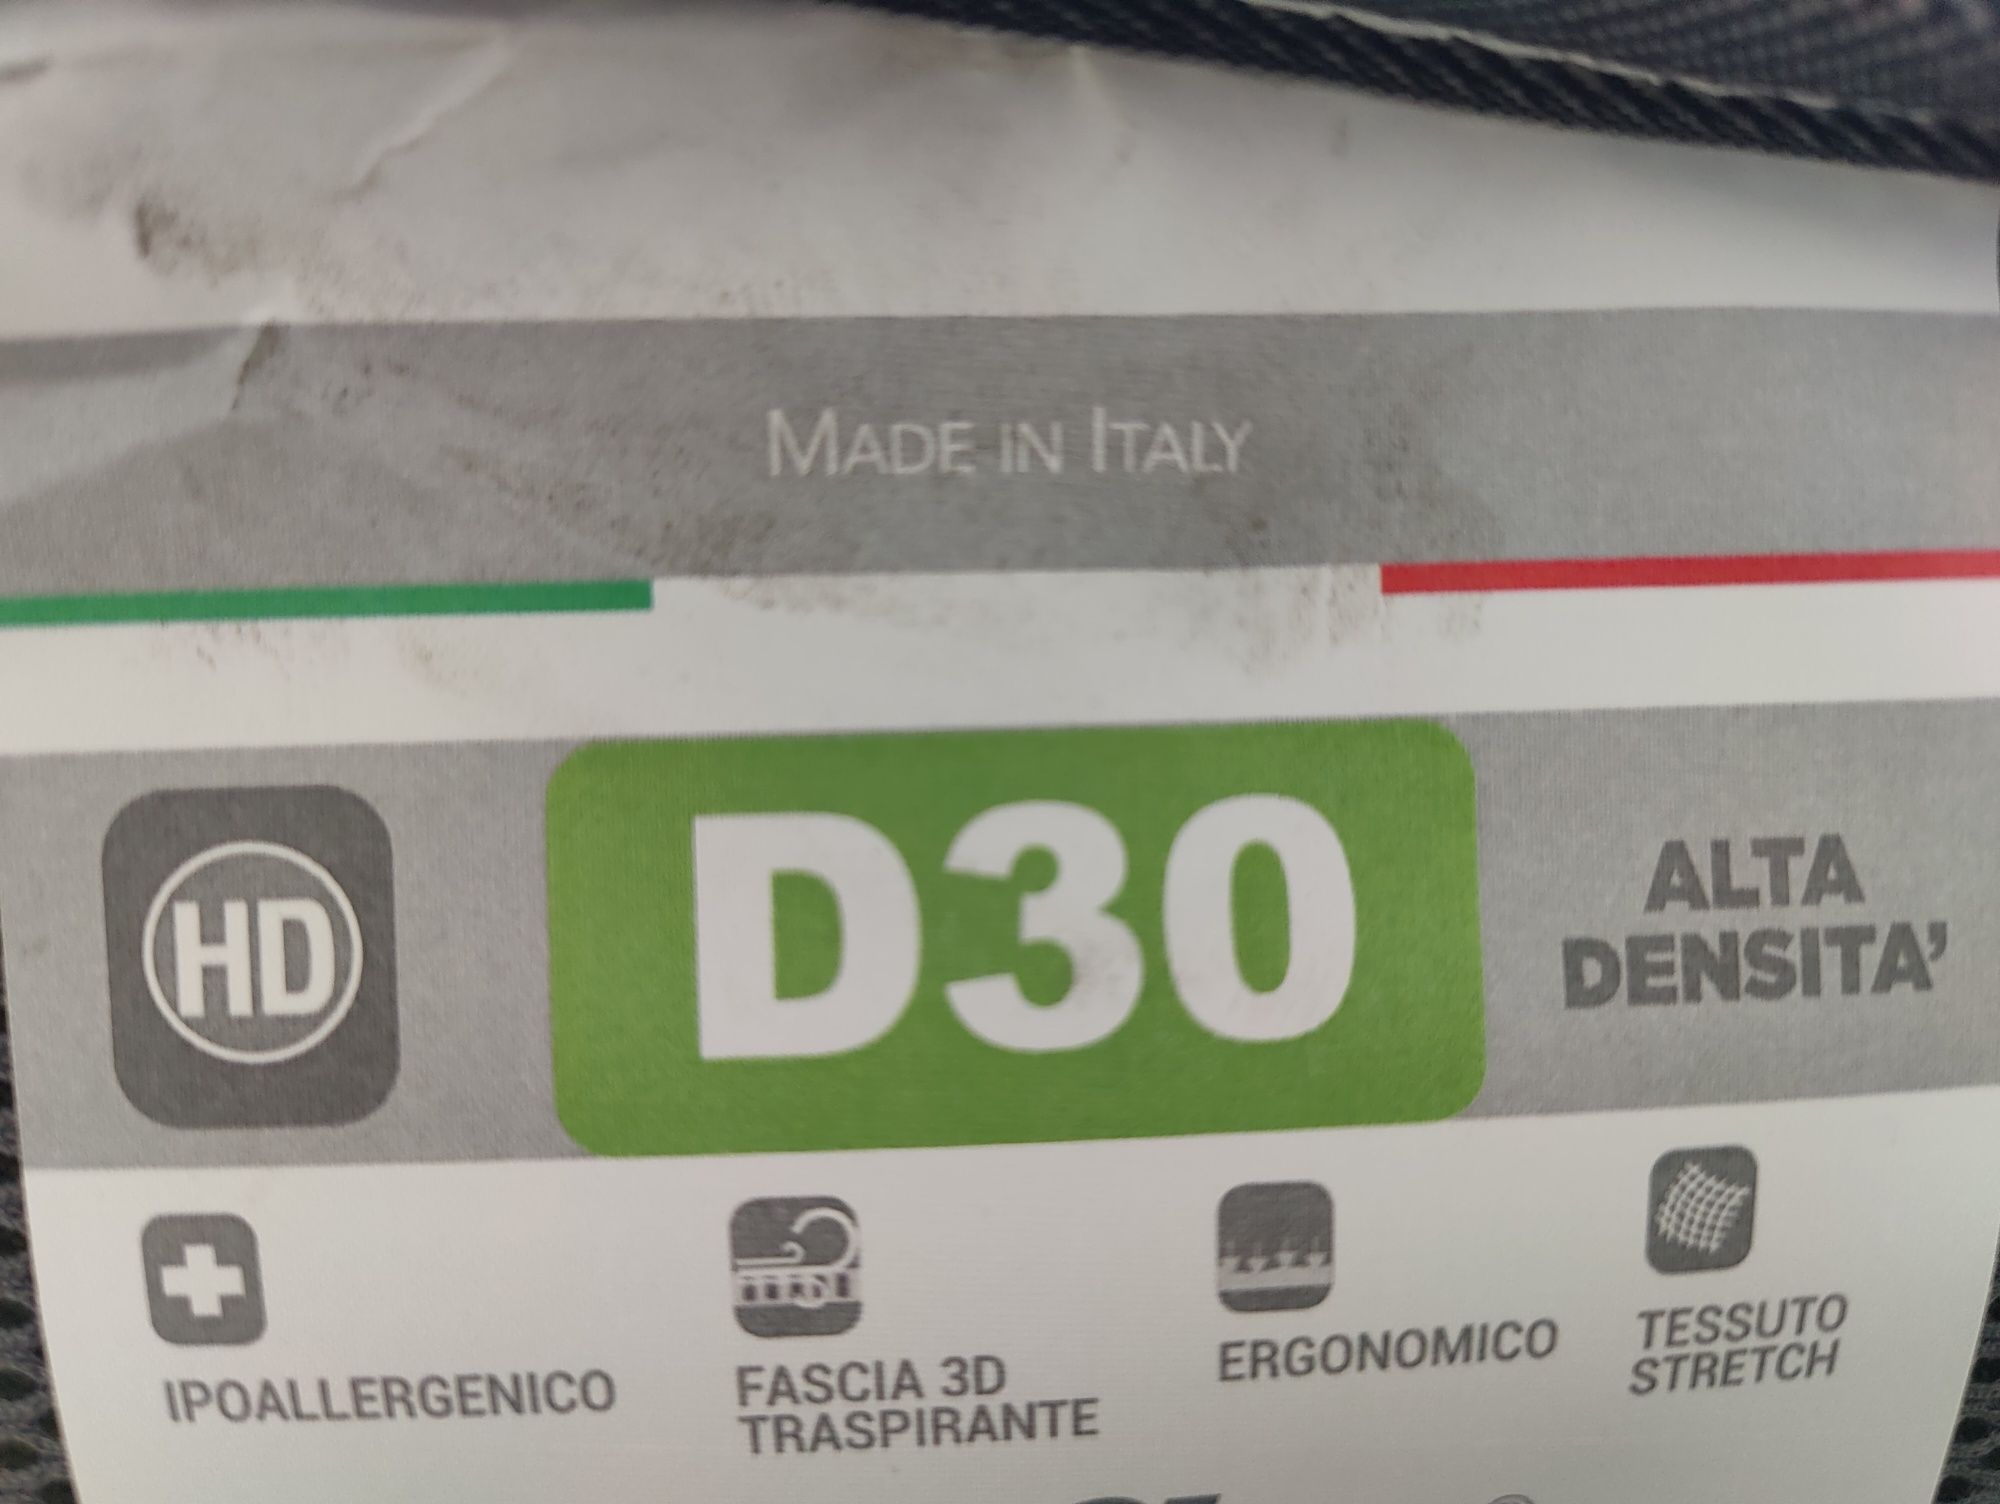 MADE IN ITALY
HD
D30
ALTA
DENSITA'
IPOALLERGENICO
FASCIA 3D
TRASPIRANTE
ERGONOMICO
TESSUTO
STRETCH